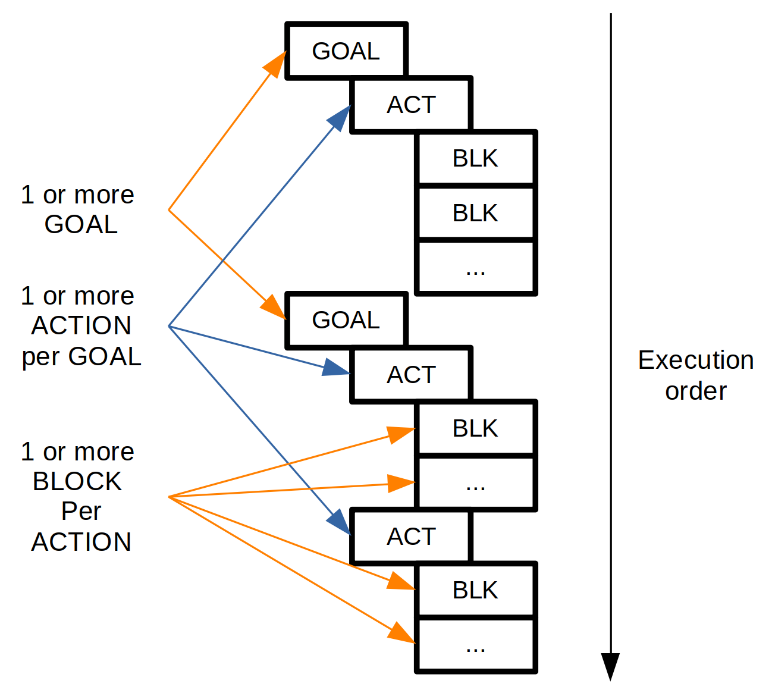 GOAL
ACT
BLK
BLK
...
1 or more
GOAL
GOAL
ACT
BLK
...
ACT
BLK
...
1 or more
ACTION
per GOAL
1 or more
BLOCK
Per
ACTION
Execution
order